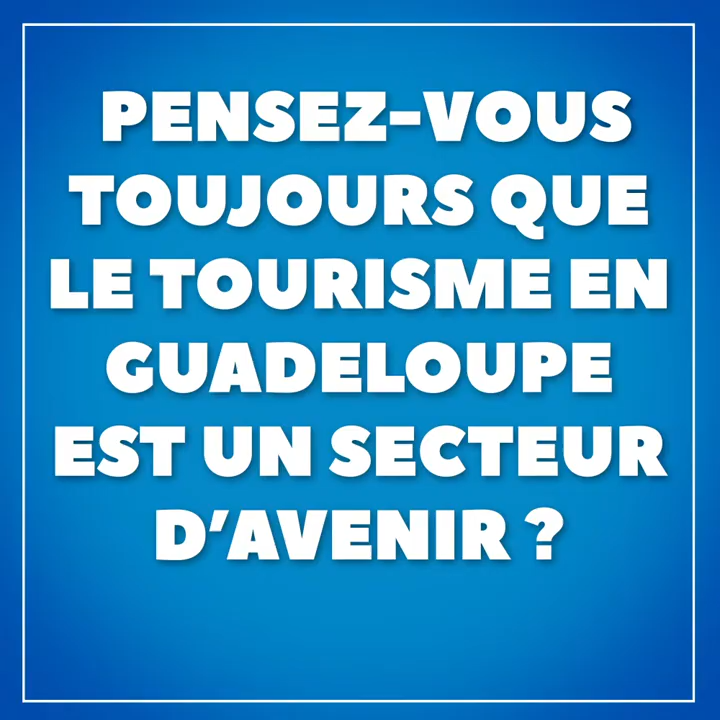 PENSEZ-VOUS
TOUJOURS QUE
LE TOURISME EN
GUADELOUPE
EST UN SECTEUR
D'AVENIR ?